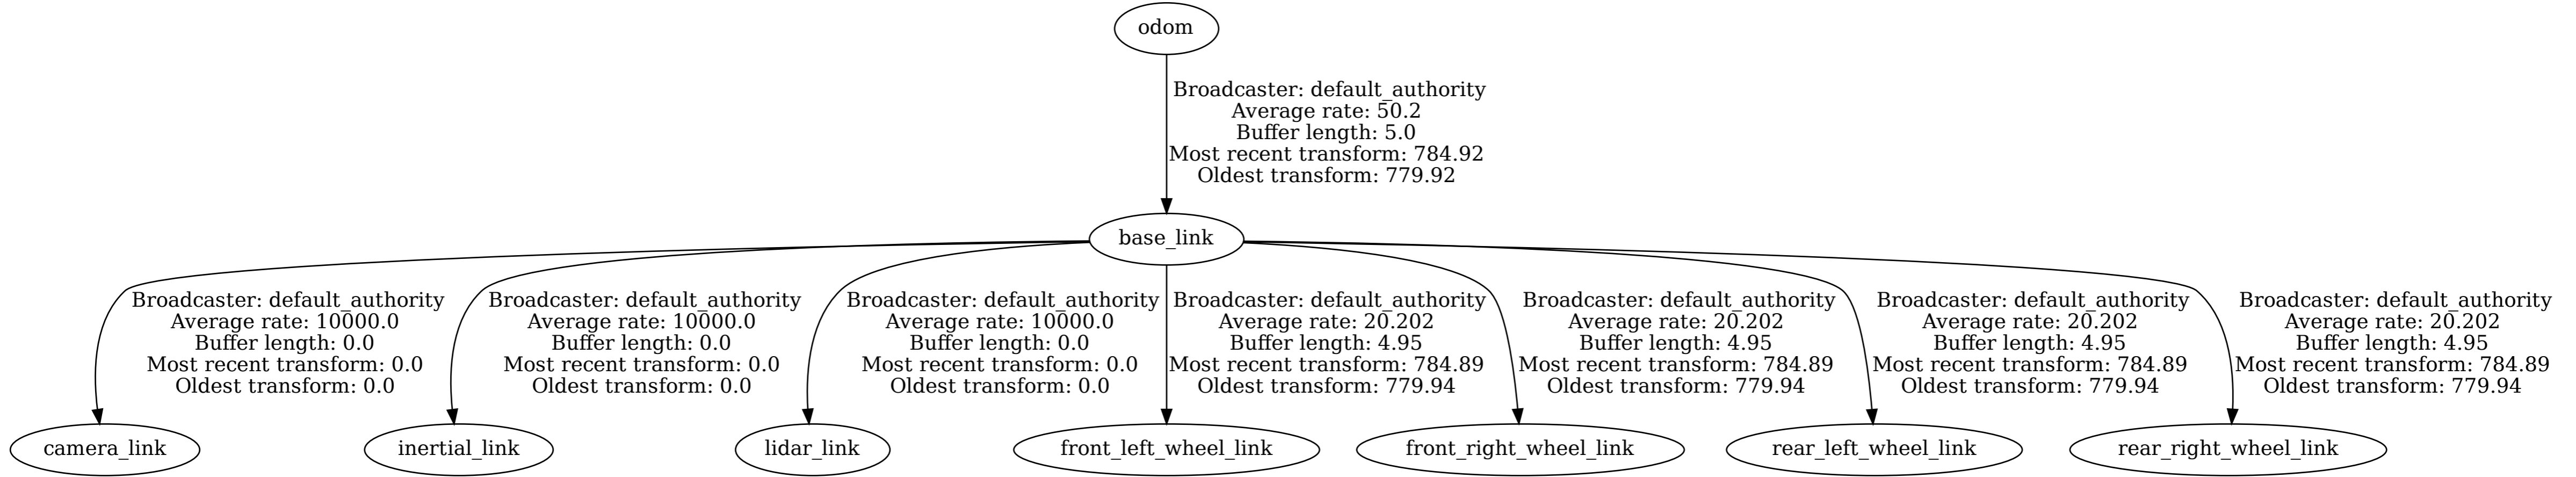 odom
Broadcaster: default_authority
Average rate: 50.2
Buffer length: 5.0
Most recent transform: 784.92
Oldest transform: 779.92
base_link
Broadcaster: default_authority
Average rate: 10000.0
Buffer length: 0.0
Most recent transform: 0.0
Oldest transform: 0.0
Broadcaster: default_authority
Average rate: 10000.0
Buffer length: 0.0
Most recent transform: 0.0
Oldest transform: 0.0
Broadcaster: default_authority
Average rate: 10000.0
Buffer length: 0.0
Most recent transform: 0.0
Oldest transform: 0.0
Broadcaster: default_authority
Average rate: 20.202
Buffer length: 4.95
Most recent transform: 784.89
Oldest transform: 779.94
Broadcaster: default_authority
Average rate: 20.202
Buffer length: 4.95
Most recent transform: 784.89
Oldest transform: 779.94
Broadcaster: default_authority
Average rate: 20.202
Buffer length: 4.95
Most recent transform: 784.89
Oldest transform: 779.94
Broadcaster: default_authority
Average rate: 20.202
Buffer length: 4.95
Most recent transform: 784.89
Oldest transform: 779.94
camera_link
inertial_link
lidar_link
front_left_wheel_link
front_right_wheel_link
rear_left_wheel_link
rear_right_wheel_link